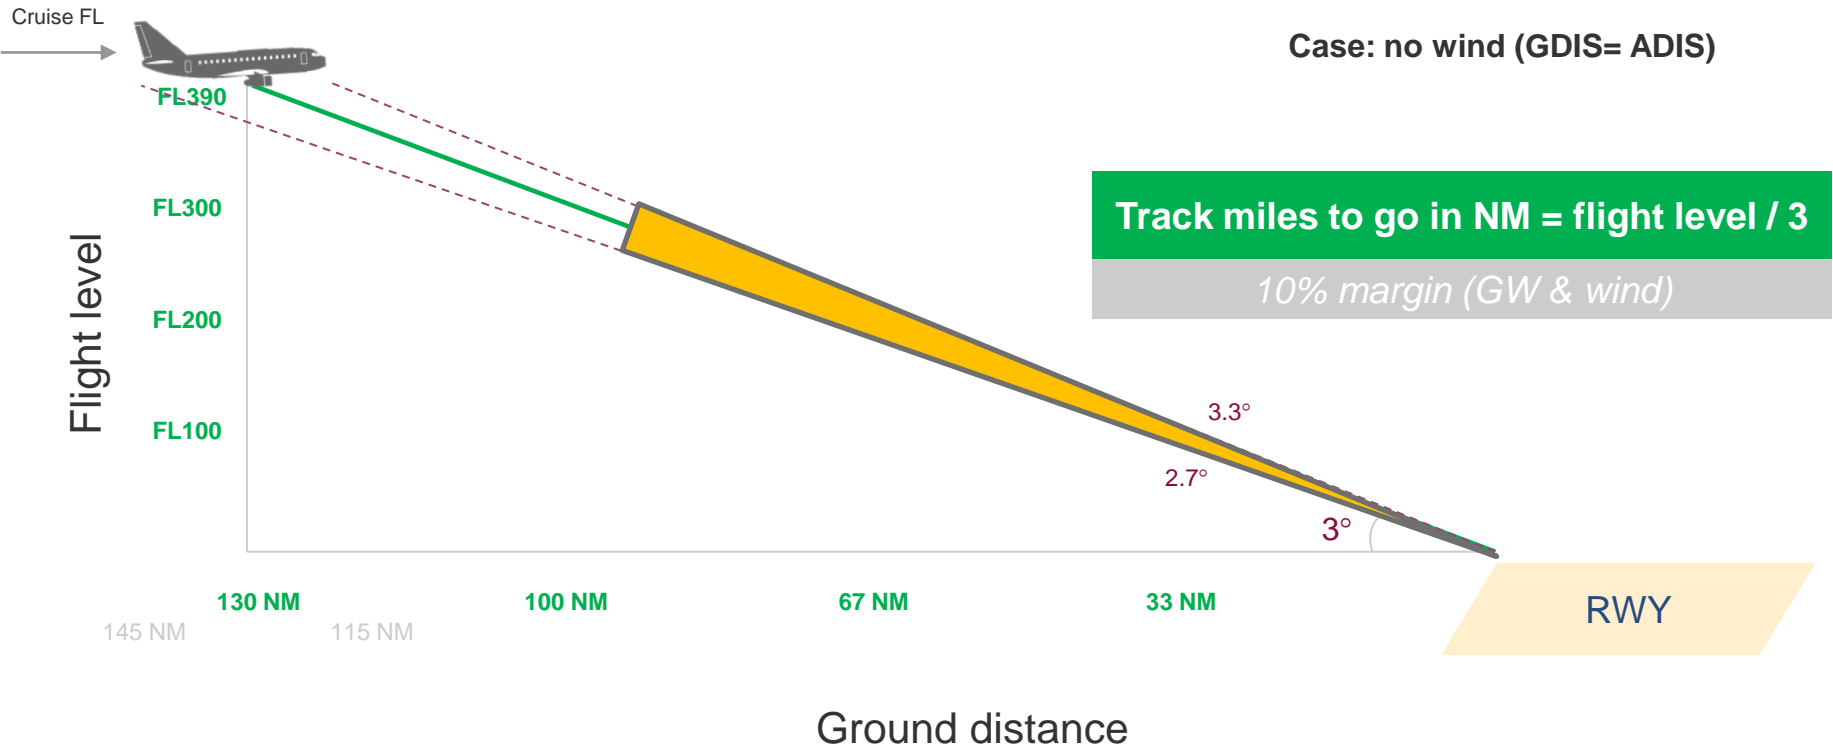 Cruise FL
Case: no wind (GDIS= ADIS)
FL390
Track miles to go in NM = flight level / 3
10% margin (GW & wind)
FL300
FL200
FL100
Flight level
3.3°
2.7°
3°
130 NM
100 NM
67 NM
33 NM
145 NM
115 NM
RWY
Ground distance